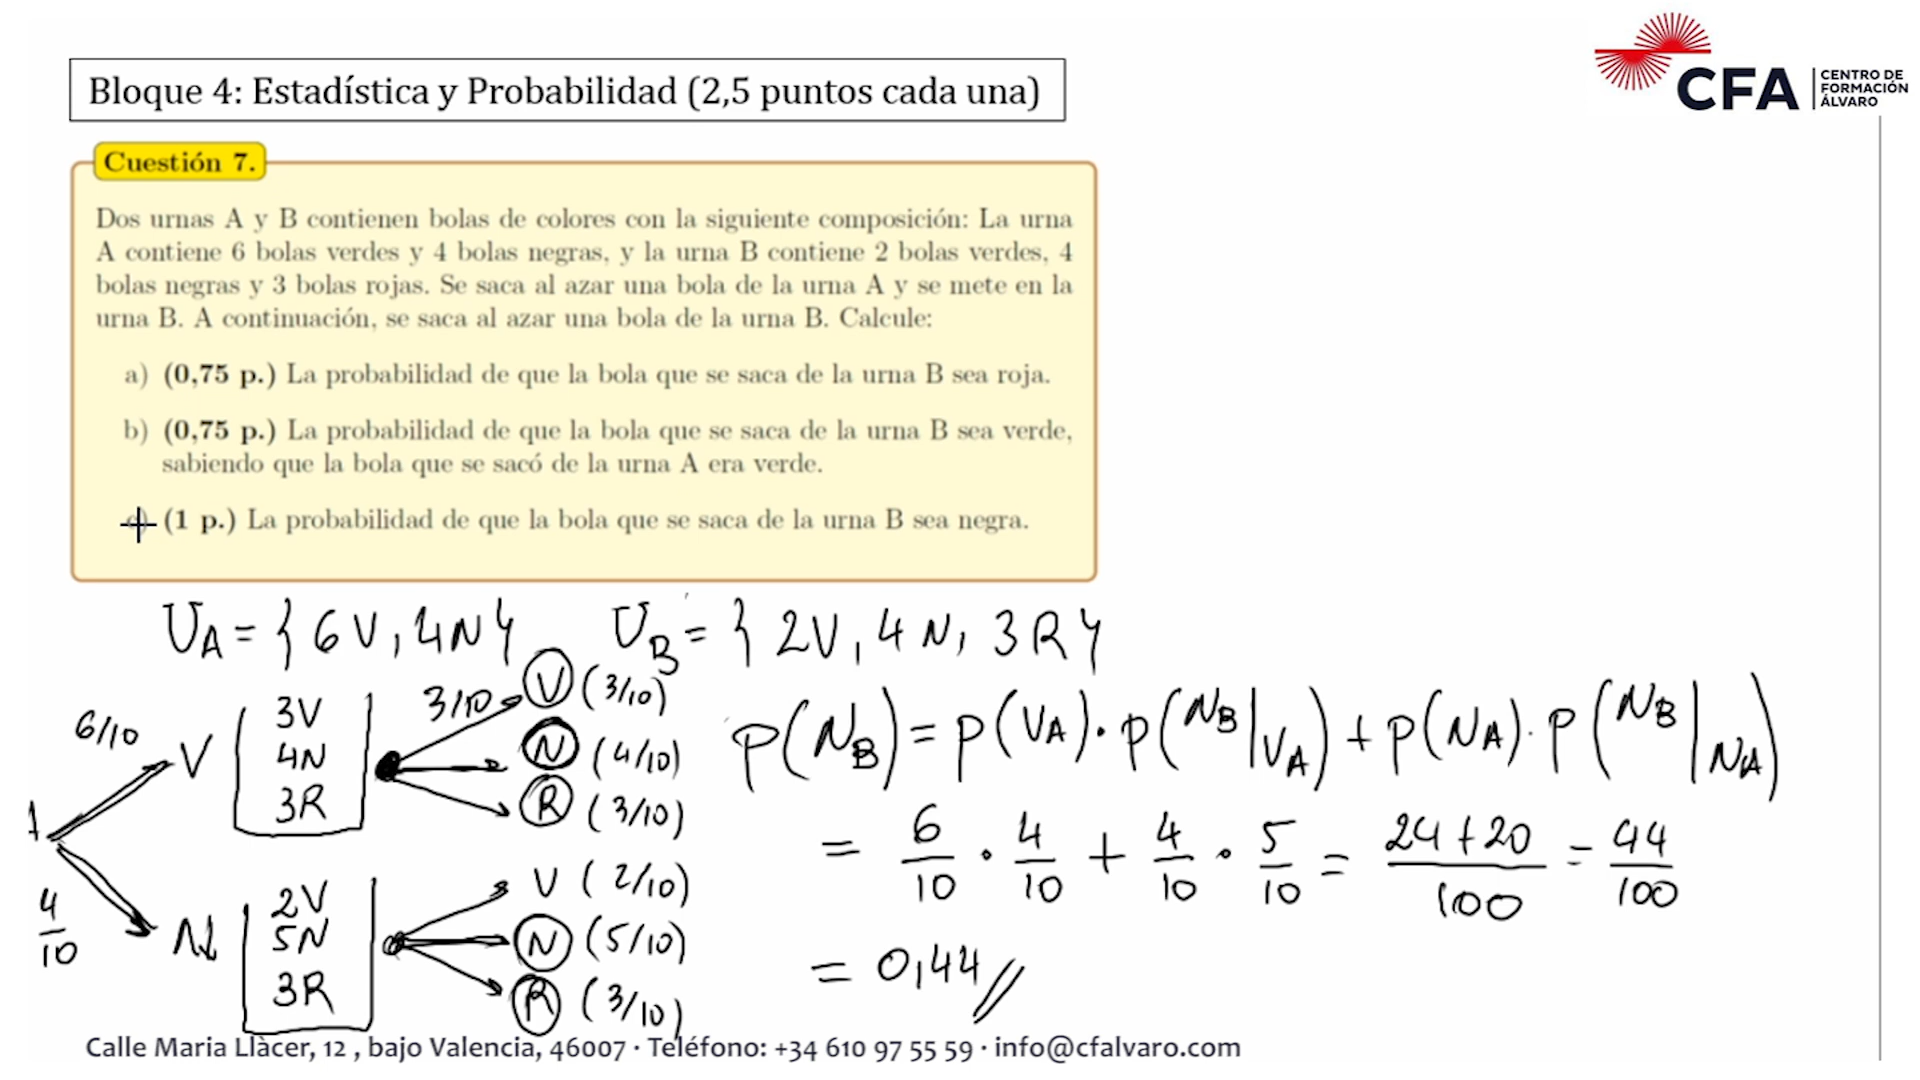 CFA CENTRO DE FORMACIÓN ÁLVARO
Bloque 4: Estadística y Probabilidad (2,5 puntos cada una)
Cuestión 7.
Dos urnas A y B contienen bolas de colores con la siguiente composición: La urna
A contiene 6 bolas verdes y 4 bolas negras, y la urna B contiene 2 bolas verdes, 4
bolas negras y 3 bolas rojas. Se saca al azar una bola de la urna A y se mete en la
urna B. A continuación, se saca al azar una bola de la urna B. Calcule:
a) (0,75 p.) La probabilidad de que la bola que se saca de la urna B sea roja.
b) (0,75 p.) La probabilidad de que la bola que se saca de la urna B sea verde,
sabiendo que la bola que se sacó de la urna A era verde.
(1 p.) La probabilidad de que la bola que se saca de la urna B sea negra.
U_A = { 6V, 4N } U_B = { 2V, 4N, 3R }
6/10 V
3V
4N
3R
3/10 V (3/10)
N (4/10)
R (3/10)
4/10 N
2V
5N
3R
V (2/10)
N (5/10)
R (3/10)
P(N_B) = P(V_A) · P(N_B|V_A) + P(N_A) · P(N_B|N_A)
= 6/10 · 4/10 + 4/10 · 5/10 = 24+20/100 = 44/100
= 0,44 //
Calle Maria Llàcer, 12 , bajo Valencia, 46007 · Teléfono: +34 610 97 55 59 · info@cfalvaro.com